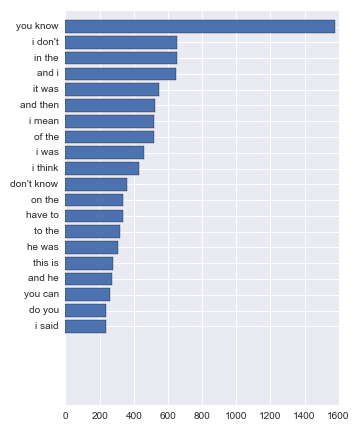 you know
i don't
in the
and i
it was
and then
i mean
of the
i was
i think
don't know
on the
have to
to the
he was
this is
and he
you can
do you
i said
0 200 400 600 800 1000 1200 1400 1600